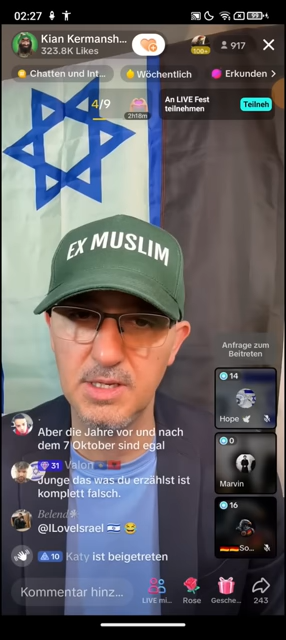 02:27
99
Kian Kermansh...
323.8K Likes
108+
917
Chatten und Int...
Wöchentlich
Erkunden
4/9
2h18m
An LIVE Fest
teilnehmen
Teilneh
EX MUSLIM
Anfrage zum
Beitreten
14
Hope
0
Marvin
16
So...
Aber die Jahre vor und nach
dem 7 Oktober sind egal
31 Valon
Junge das was du erzählst ist
komplett falsch.
Belend
@ILoveIsrael 🇮🇱 😂
10 Katy ist beigetreten
Kommentar hinz...
LIVE mi...
Rose
Gesche...
243